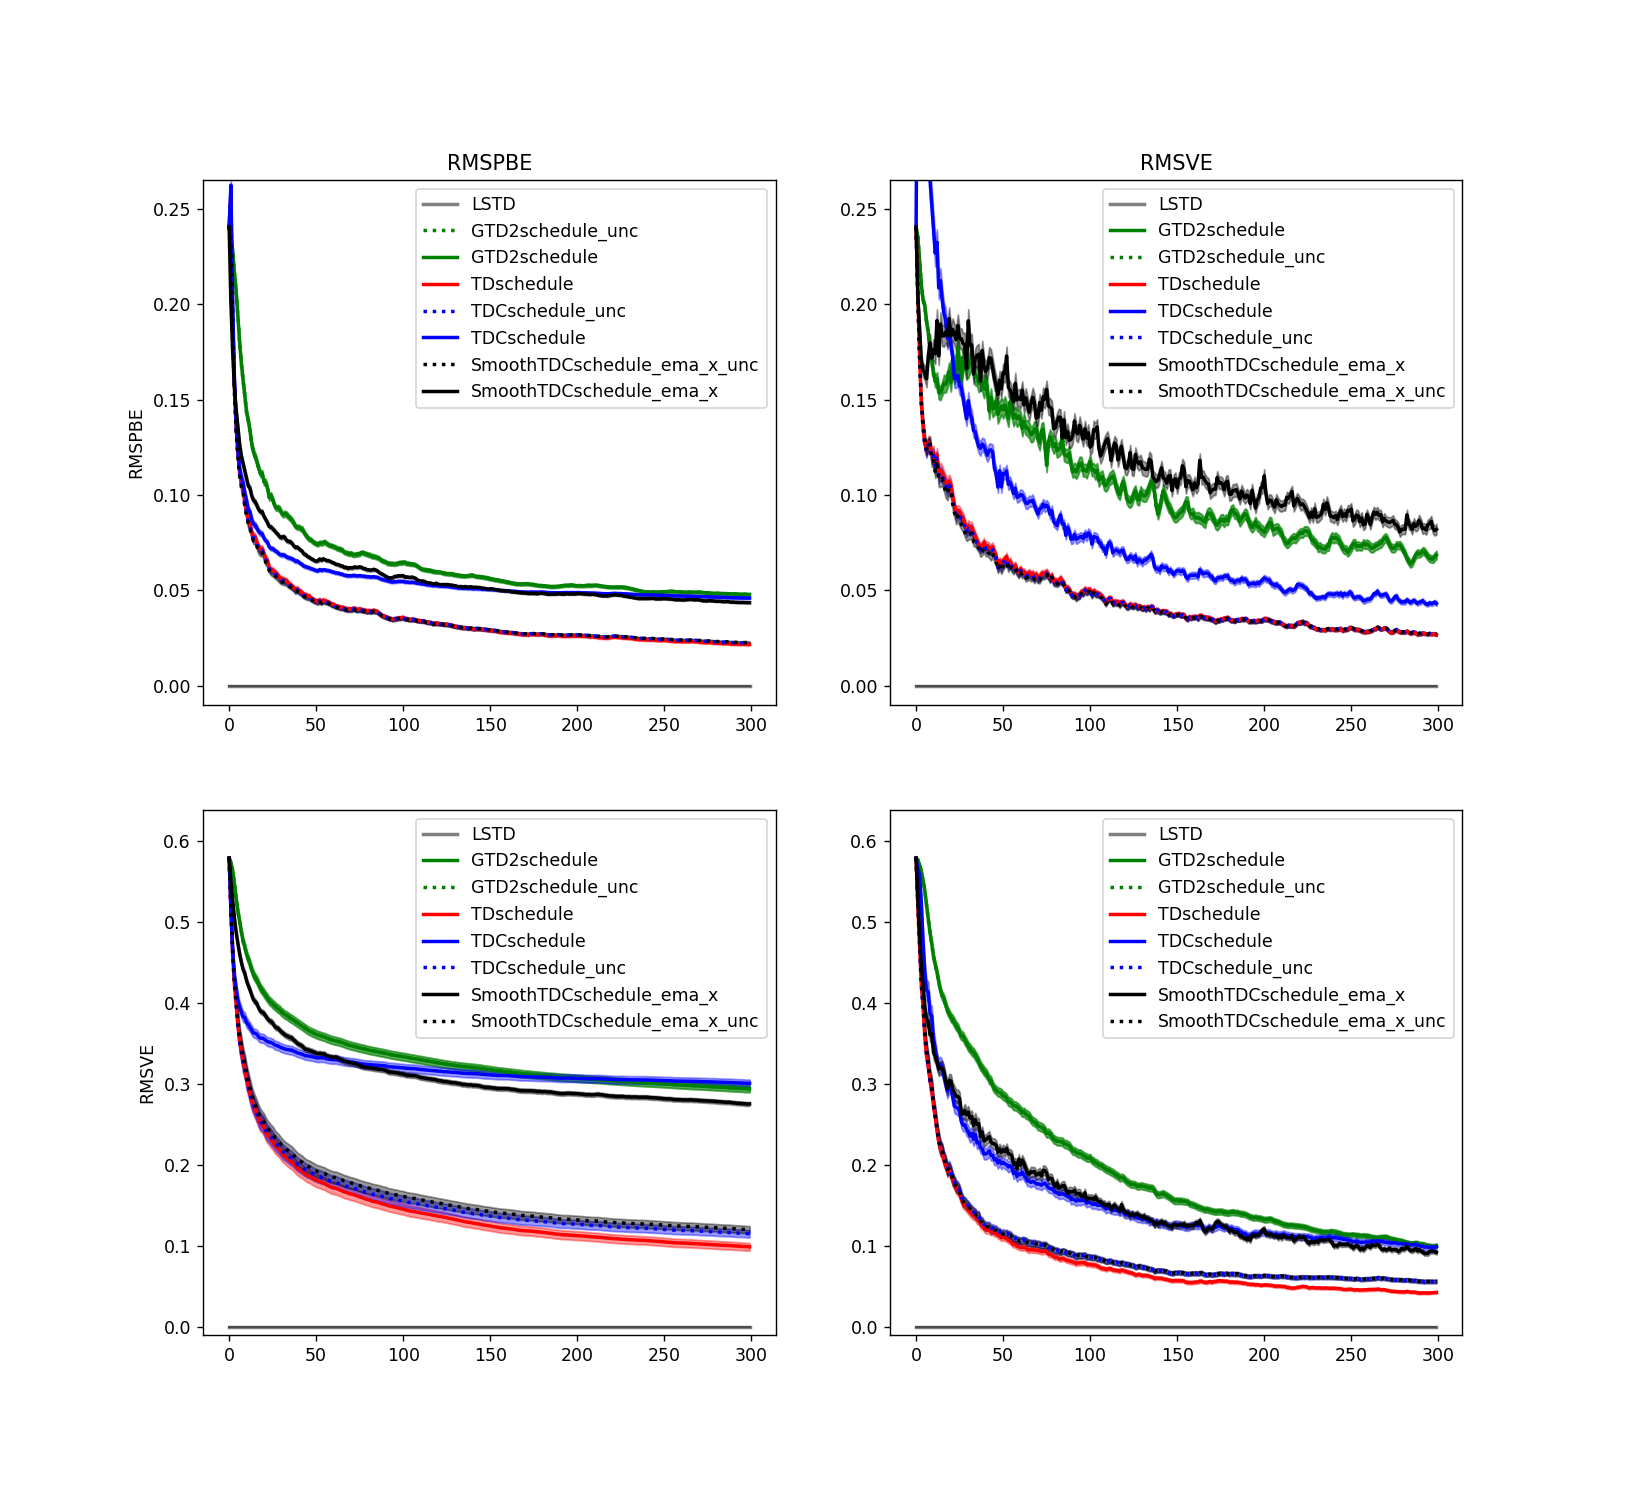 RMSPBE
RMSVE
RMSPBE
0.25
0.20
0.15
0.10
0.05
0.00
0 50 100 150 200 250 300
LSTD
GTD2schedule_unc
GTD2schedule
TDschedule
TDCschedule_unc
TDCschedule
SmoothTDCschedule_ema_x_unc
SmoothTDCschedule_ema_x
0.25
0.20
0.15
0.10
0.05
0.00
0 50 100 150 200 250 300
LSTD
GTD2schedule
GTD2schedule_unc
TDschedule
TDCschedule
TDCschedule_unc
SmoothTDCschedule_ema_x
SmoothTDCschedule_ema_x_unc
RMSVE
0.6
0.5
0.4
0.3
0.2
0.1
0.0
0 50 100 150 200 250 300
LSTD
GTD2schedule
GTD2schedule_unc
TDschedule
TDCschedule
TDCschedule_unc
SmoothTDCschedule_ema_x
SmoothTDCschedule_ema_x_unc
0.6
0.5
0.4
0.3
0.2
0.1
0.0
0 50 100 150 200 250 300
LSTD
GTD2schedule
GTD2schedule_unc
TDschedule
TDCschedule
TDCschedule_unc
SmoothTDCschedule_ema_x
SmoothTDCschedule_ema_x_unc